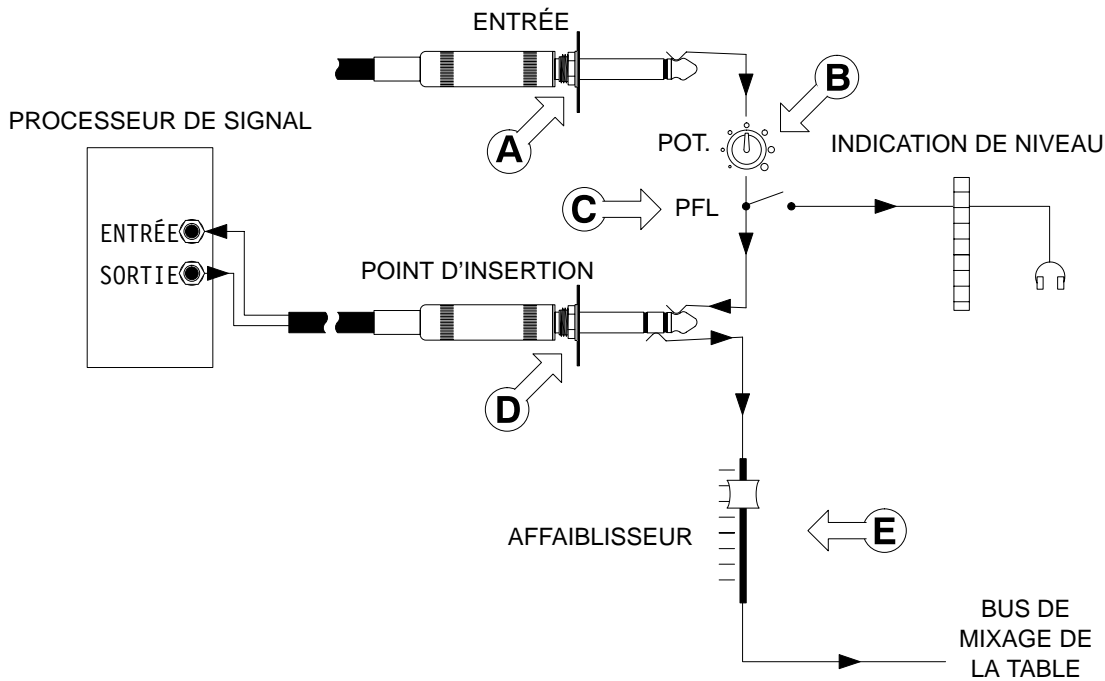 ENTRÉE
B
PROCESSEUR DE SIGNAL
A
POT.
INDICATION DE NIVEAU
C
PFL
ENTRÉE
SORTIE
POINT D'INSERTION
D
AFFAIBLISSEUR
E
BUS DE
MIXAGE DE
LA TABLE